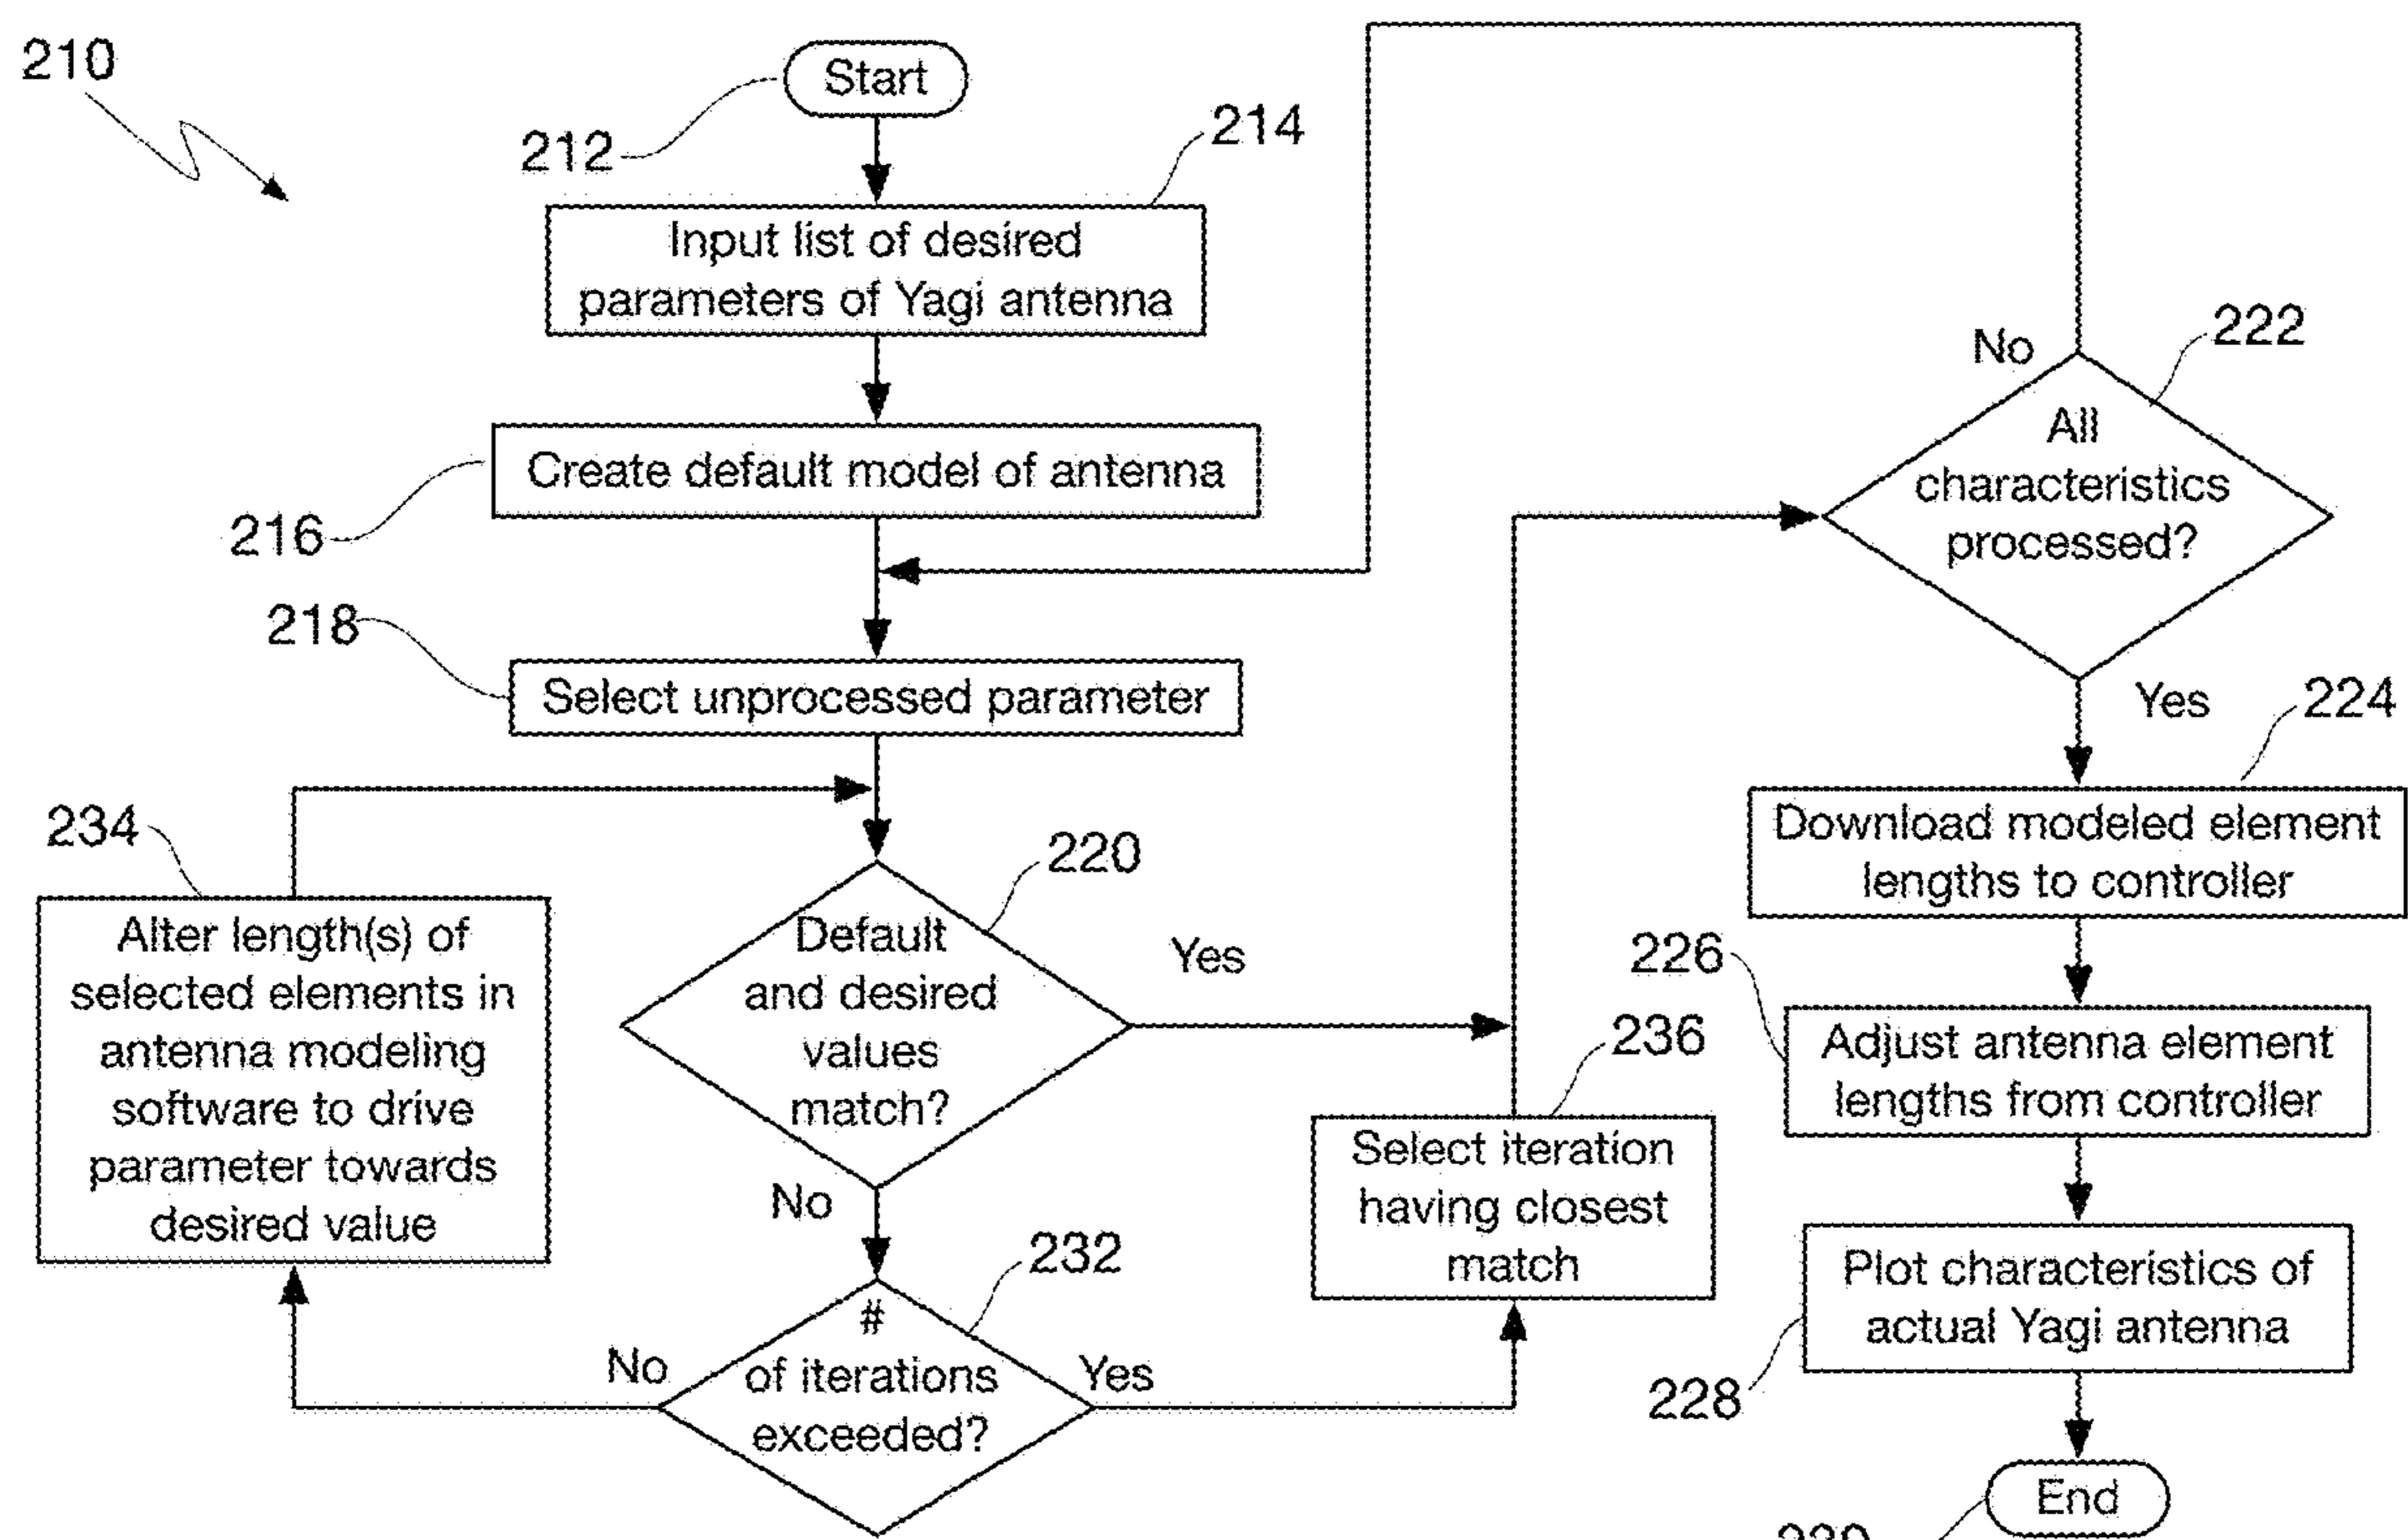 210
Start
212
214
Input list of desired
parameters of Yagi antenna
Create default model of antenna
216
218
Select unprocessed parameter
234
Alter length(s) of
selected elements in
antenna modeling
software to drive
parameter towards
desired value
220
Default
and desired
values
match?
Yes
No
232
#
of iterations
exceeded?
No
Yes
236
Select iteration
having closest
match
222
No
All
characteristics
processed?
Yes
224
Download modeled element
lengths to controller
226
Adjust antenna element
lengths from controller
Plot characteristics of
actual Yagi antenna
228
End